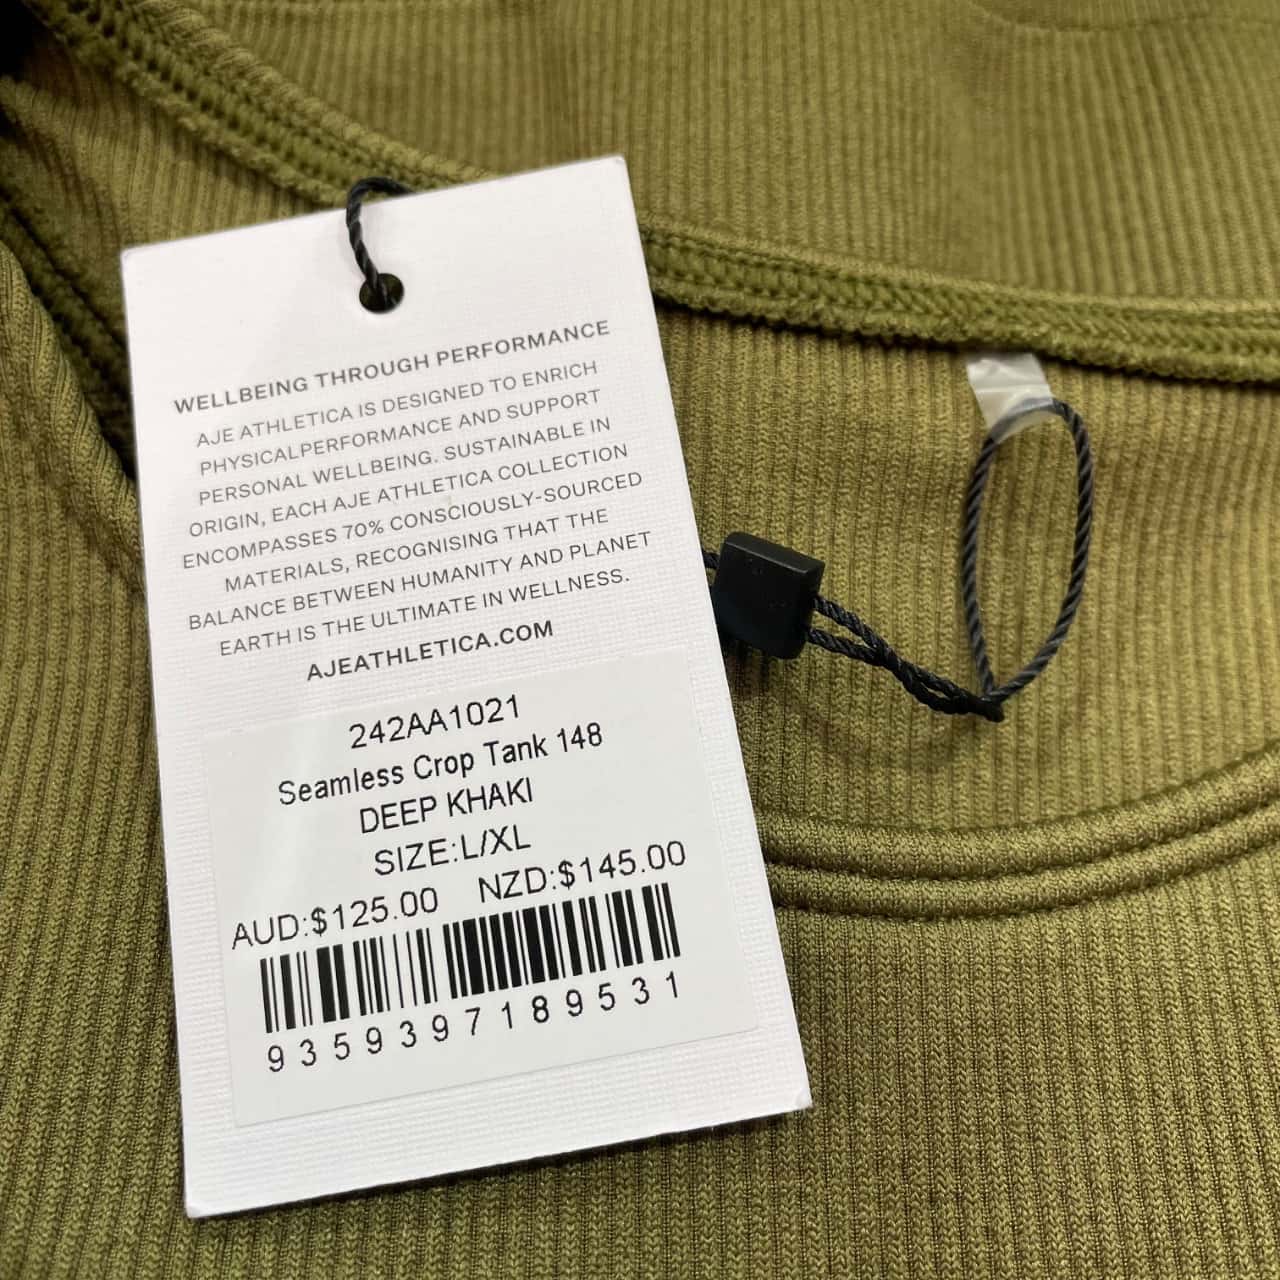 WELLBEING THROUGH PERFORMANCE
AJE ATHLETICA IS DESIGNED TO ENRICH
PHYSICALPERFORMANCE AND SUPPORT
PERSONAL WELLBEING. SUSTAINABLE IN
ORIGIN, EACH AJE ATHLETICA COLLECTION
ENCOMPASSES 70% CONSCIOUSLY-SOURCED
MATERIALS, RECOGNISING THAT THE
BALANCE BETWEEN HUMANITY AND PLANET
EARTH IS THE ULTIMATE IN WELLNESS.
AJEATHLETICA.COM
242AA1021
Seamless Crop Tank 148
DEEP KHAKI
SIZE:L/XL
AUD:$125.00 NZD:$145.00
9359397189531